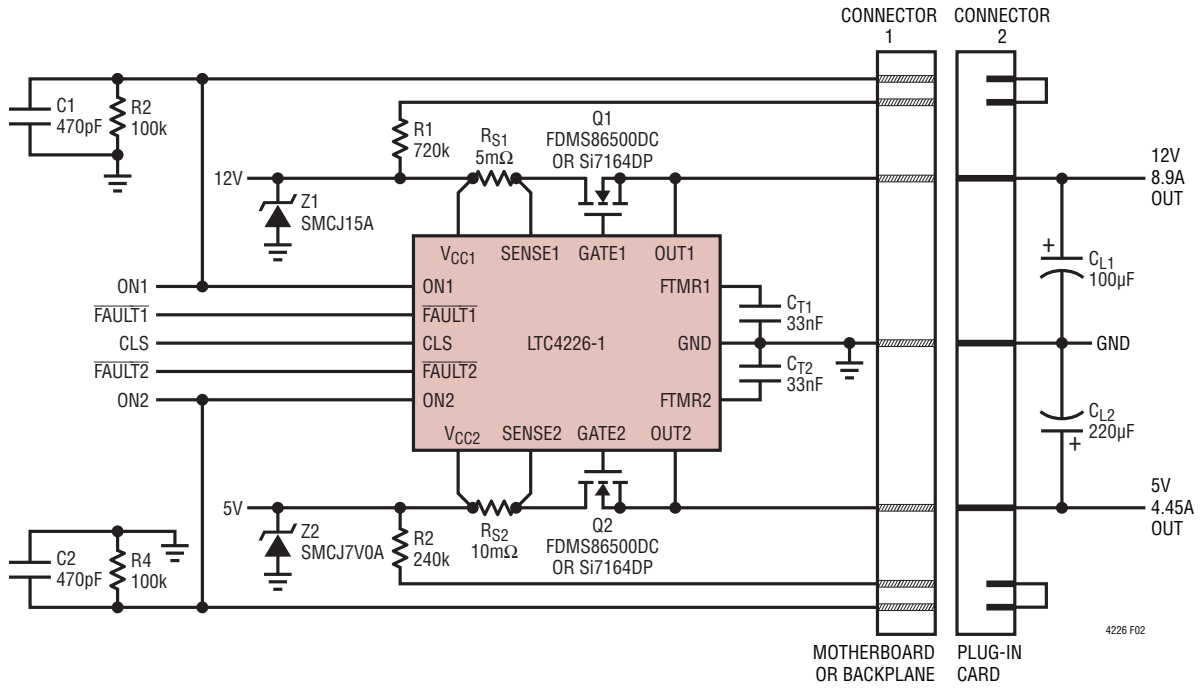 CONNECTOR
1
CONNECTOR
2
C1
470pF
R2
100k
R1
720k
RS1
5mΩ
Q1
FDMS86500DC
OR Si7164DP
12V
Z1
SMCJ15A
12V
8.9A
OUT
VCC1
SENSE1
GATE1
OUT1
ON1
ON1
FTMR1
FAULT1
FAULT1
CT1
33nF
CL1
100µF
CLS
CLS
LTC4226-1
GND
GND
FAULT2
FAULT2
CT2
33nF
ON2
ON2
FTMR2
CL2
220µF
VCC2
SENSE2
GATE2
OUT2
5V
Z2
SMCJ7V0A
R2
240k
RS2
10mΩ
Q2
FDMS86500DC
OR Si7164DP
5V
4.45A
OUT
C2
470pF
R4
100k
4226 F02
MOTHERBOARD
OR BACKPLANE
PLUG-IN
CARD